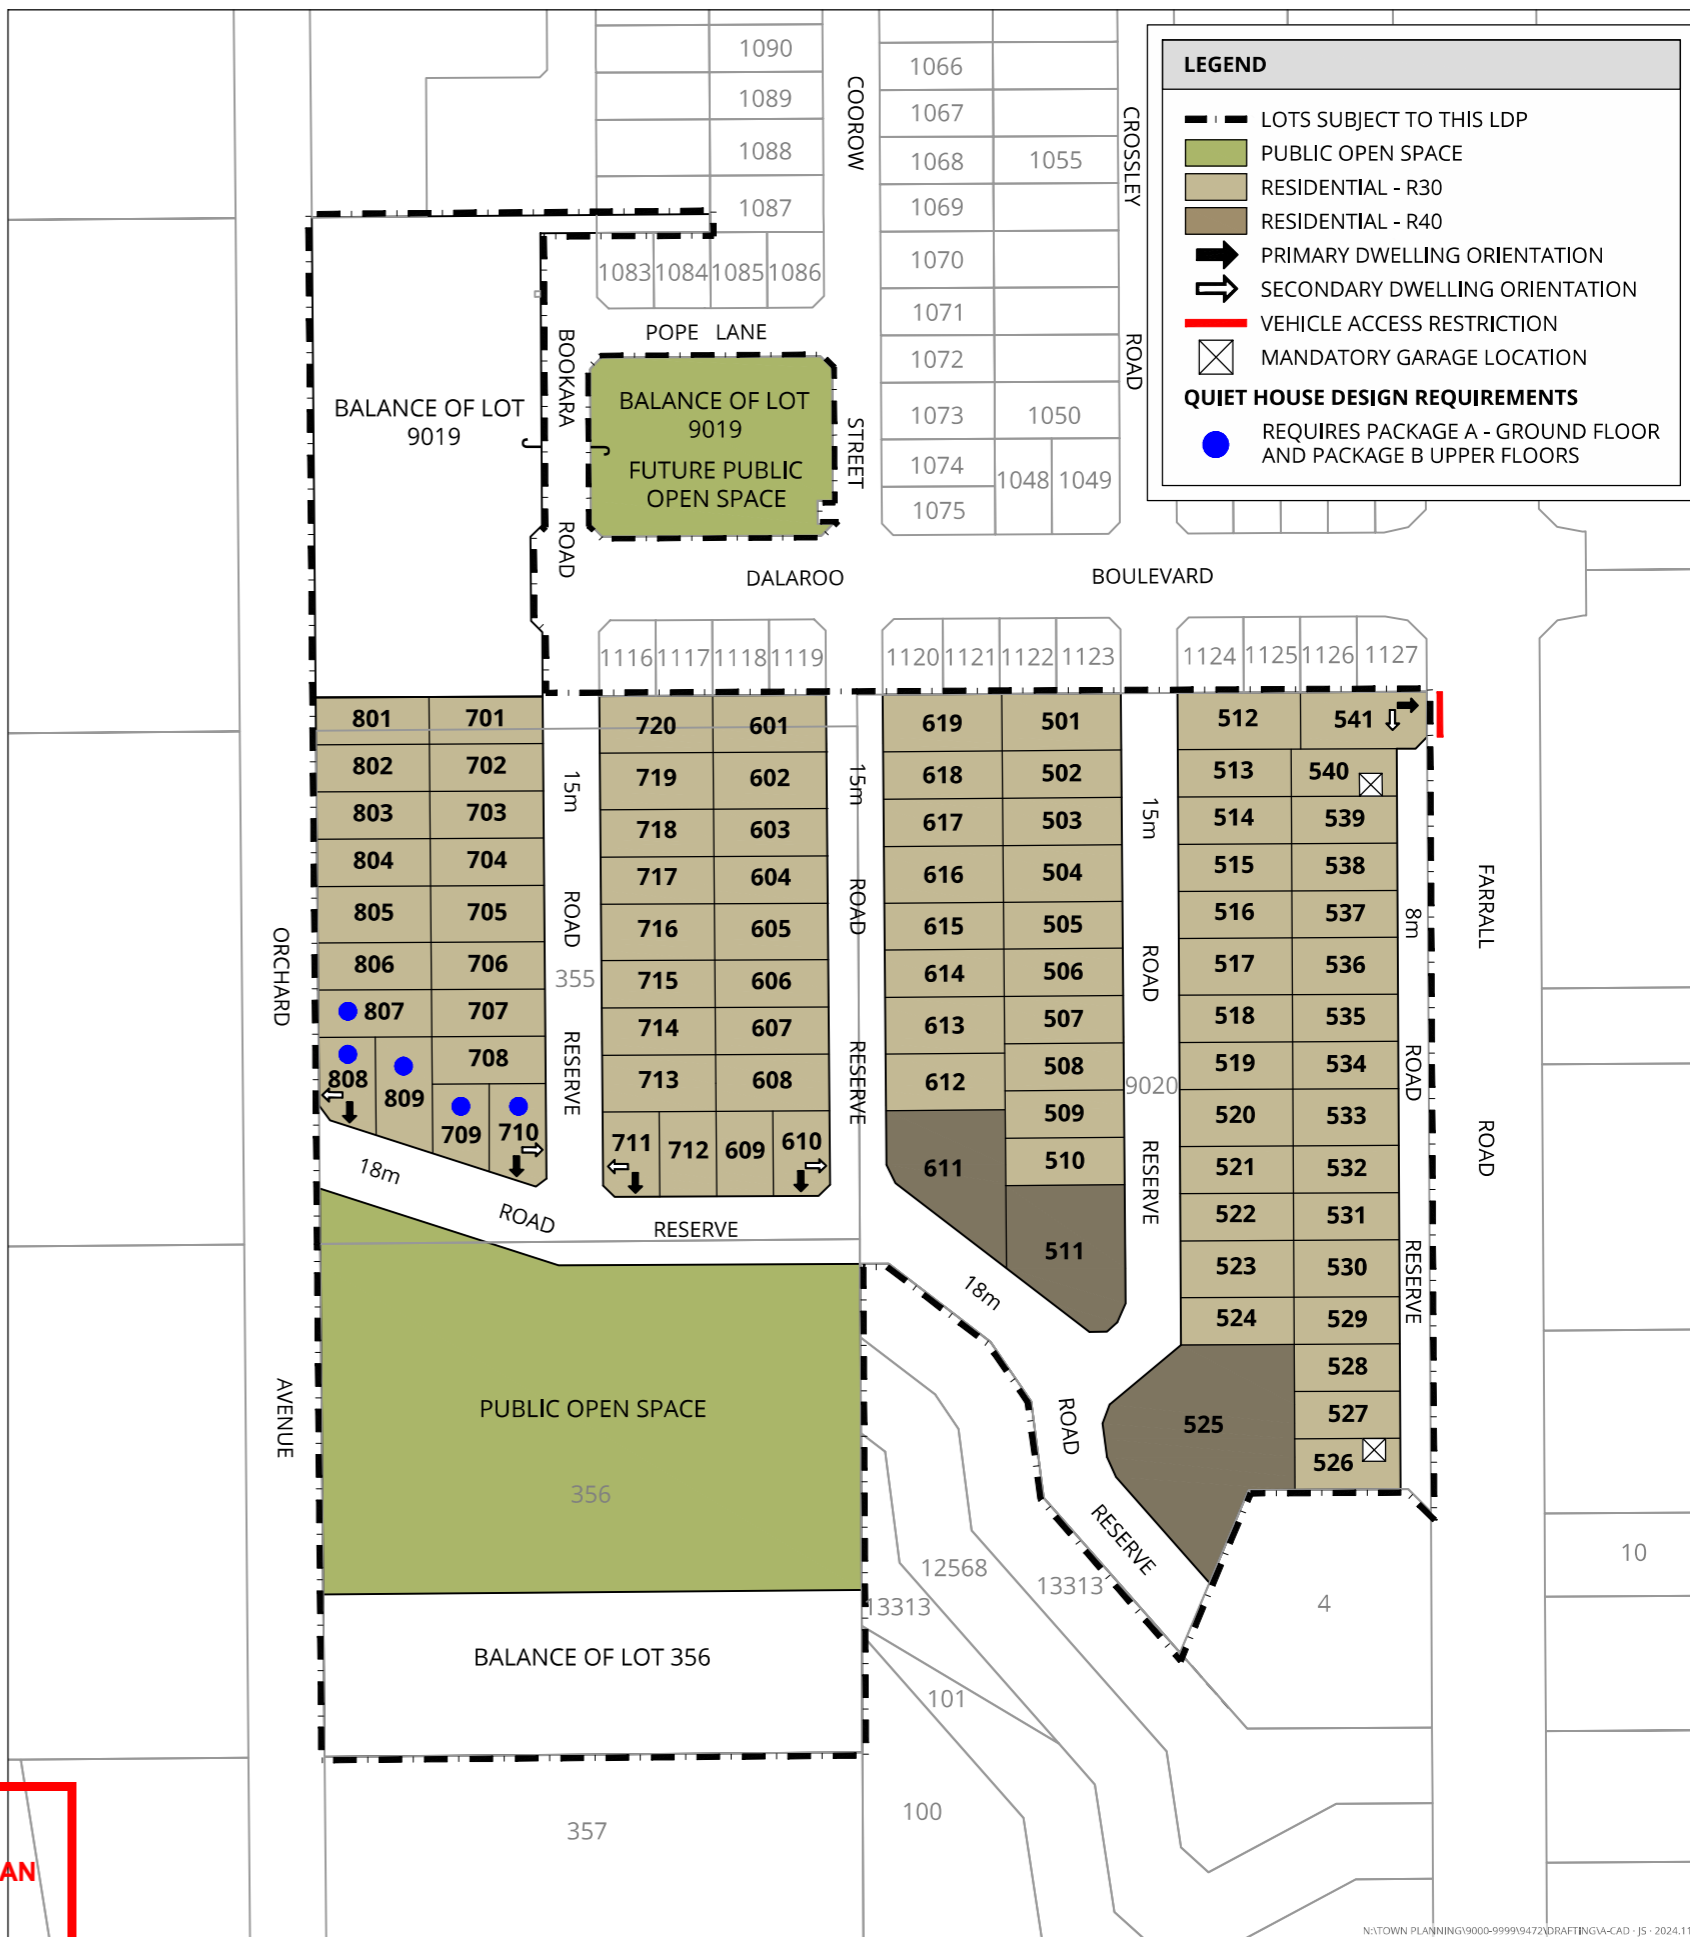 LEGEND
LOTS SUBJECT TO THIS LDP
PUBLIC OPEN SPACE
RESIDENTIAL - R30
RESIDENTIAL - R40
PRIMARY DWELLING ORIENTATION
SECONDARY DWELLING ORIENTATION
VEHICLE ACCESS RESTRICTION
MANDATORY GARAGE LOCATION
QUIET HOUSE DESIGN REQUIREMENTS
REQUIRES PACKAGE A - GROUND FLOOR
AND PACKAGE B UPPER FLOORS
1090
1089
1088
1087
1083
1084
1085
1086
COOROW
STREET
1066
1067
1068
1069
1070
1071
1072
1073
1074
1075
1055
1050
1048
1049
CROSSLEY
ROAD
POPE LANE
BOOKARA
ROAD
BALANCE OF LOT
9019
BALANCE OF LOT
9019
FUTURE PUBLIC
OPEN SPACE
DALAROO
BOULEVARD
1116
1117
1118
1119
1120
1121
1122
1123
1124
1125
1126
1127
801
802
803
804
805
806
807
808
809
701
702
703
704
705
706
707
708
709
710
15m
ROAD
355
RESERVE
720
719
718
717
716
715
714
713
711
712
601
602
603
604
605
606
607
608
609
610
15m
ROAD
RESERVE
619
618
617
616
615
614
613
612
611
501
502
503
504
505
506
507
508
509
510
511
15m
ROAD
9020
RESERVE
512
513
514
515
516
517
518
519
520
521
522
523
524
525
541
540
539
538
537
536
535
534
533
532
531
530
529
528
527
526
8m
ROAD
RESERVE
FARRALL
ROAD
ORCHARD
AVENUE
18m
ROAD
RESERVE
18m
ROAD
RESERVE
PUBLIC OPEN SPACE
356
BALANCE OF LOT 356
12568
13313
13313
101
100
357
4
10
AN
N:\TOWN PLANNING\9000-9999\9472\DRAFTING\A-CAD - JS - 2024.11